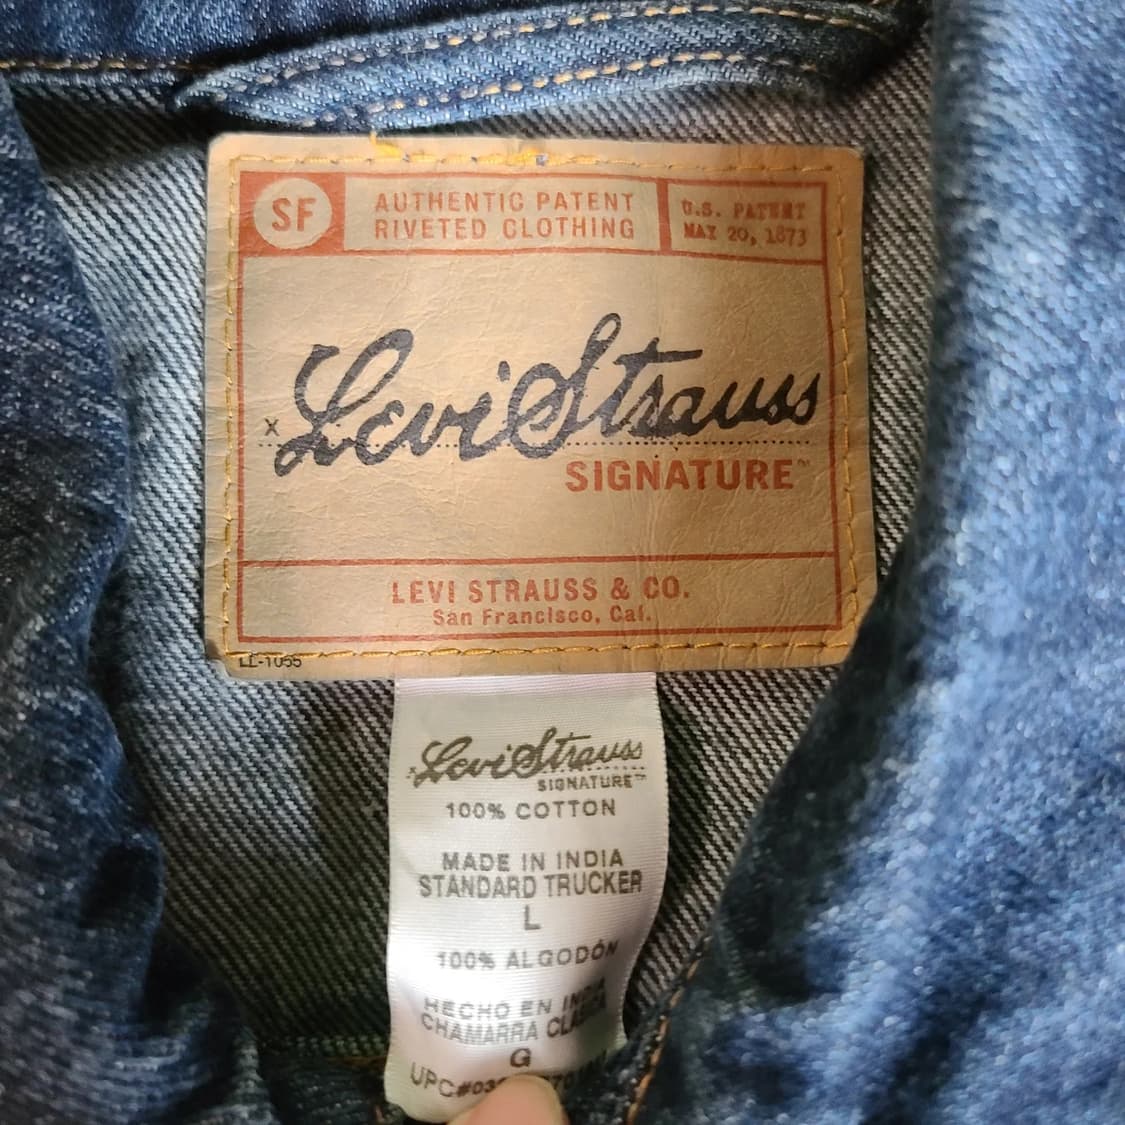 SF
AUTHENTIC PATENT
RIVETED CLOTHING
U.S. PATENT
MAY 20, 1873
x Levi Strauss
SIGNATURE™
LEVI STRAUSS & CO.
San Francisco, Cal.
LL-1055
x Levi Strauss
SIGNATURE™
100% COTTON
MADE IN INDIA
STANDARD TRUCKER
L
100% ALGODÓN
HECHO EN INDIA
CHAMARRA
G